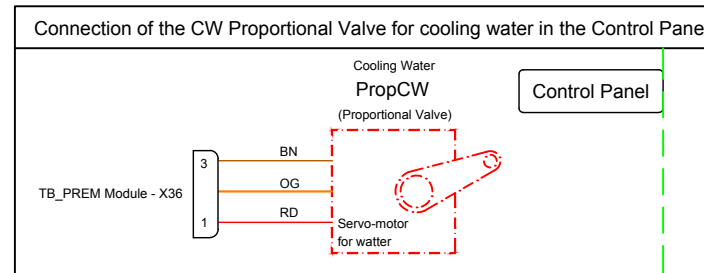 Connection of the CW Proportional Valve for cooling water in the Control Pane
Cooling Water
PropCW
(Proportional Valve)
Control Panel
BN
3
OG
TB_PREM Module - X36
RD
1
Servo-motor
for watter